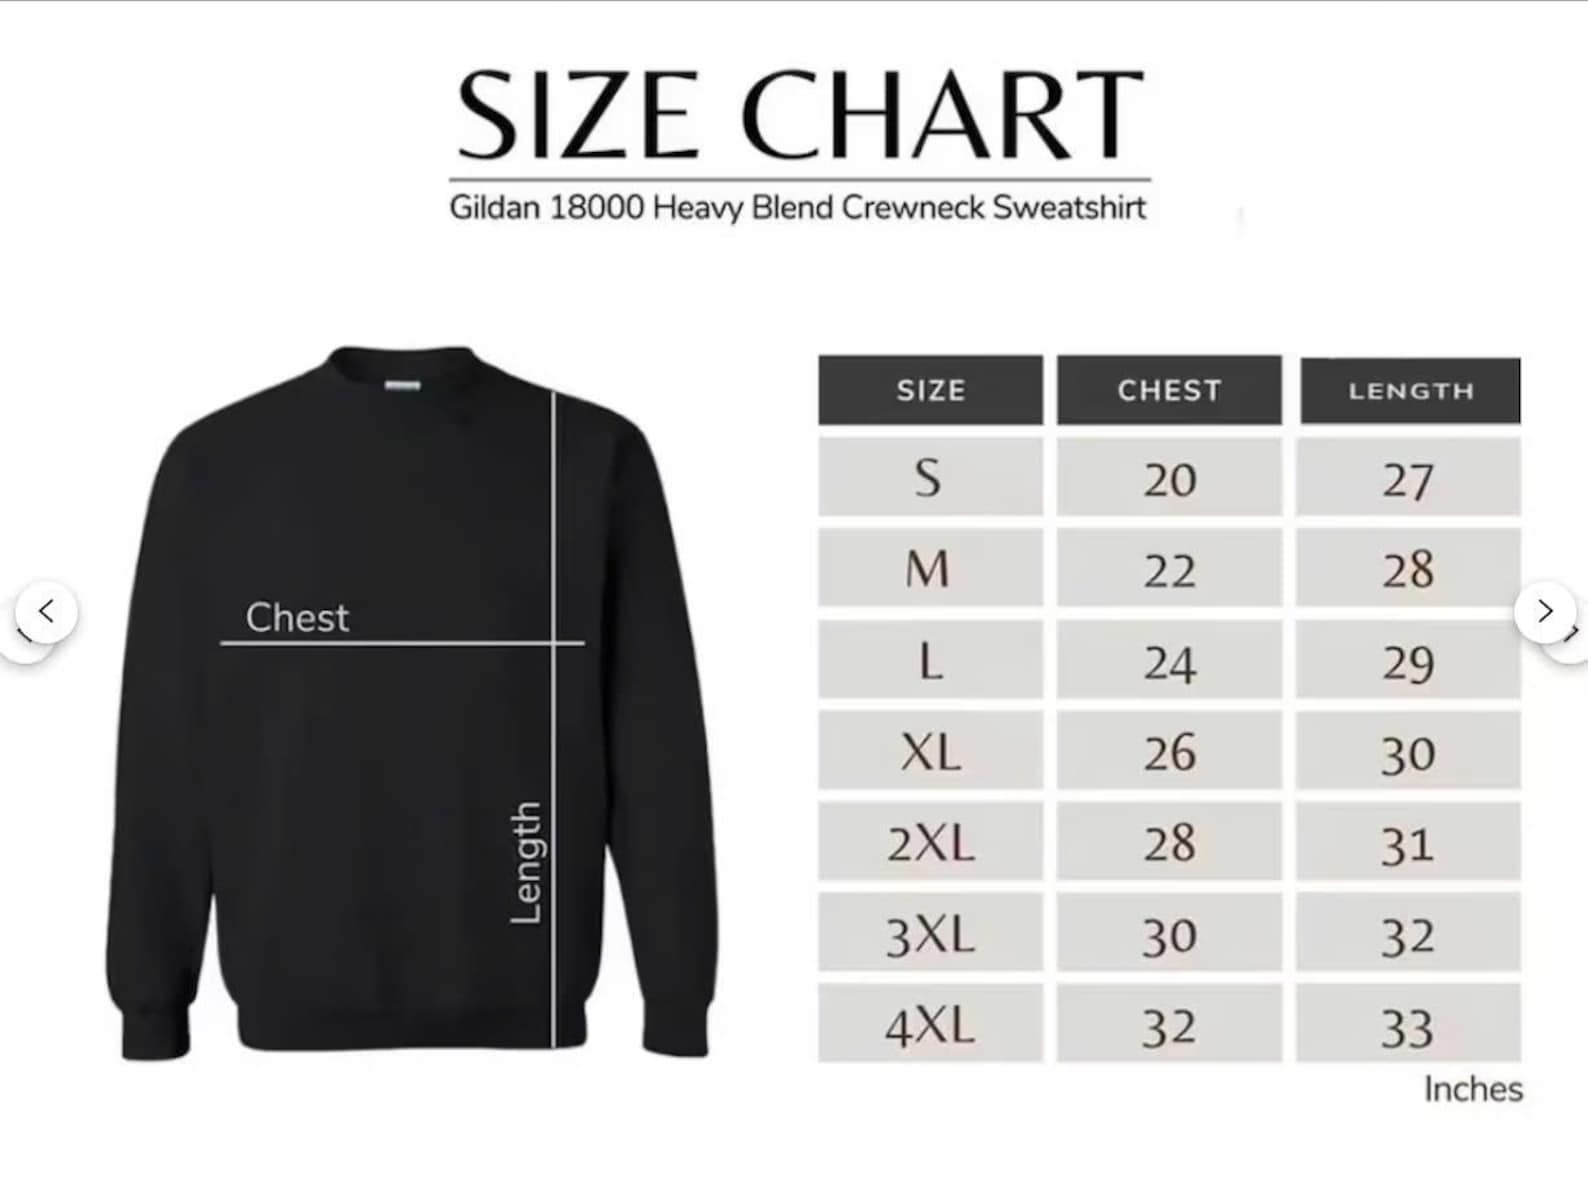 SIZE CHART
Gildan 18000 Heavy Blend Crewneck Sweatshirt
Chest
Length
SIZE CHEST LENGTH
S 20 27
M 22 28
L 24 29
XL 26 30
2XL 28 31
3XL 30 32
4XL 32 33
Inches